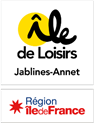 île
de Loisirs
Jablines-Annet
Région
îledeFrance